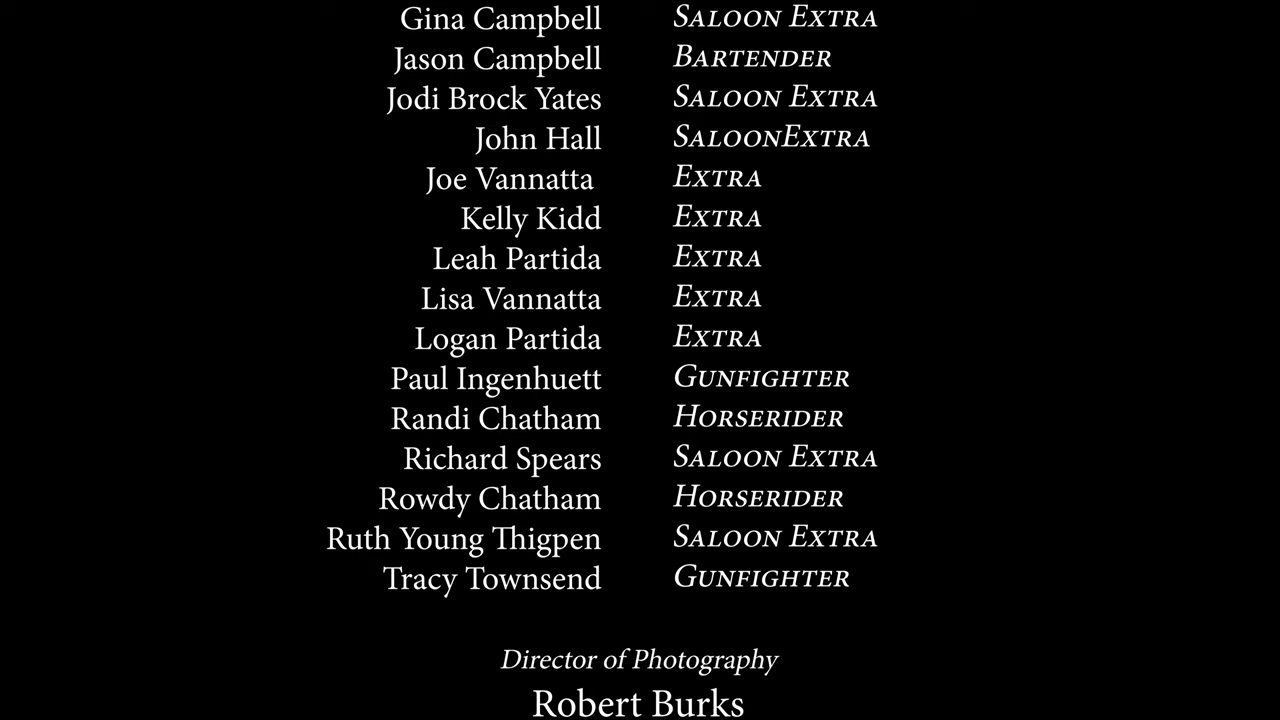 Gina Campbell Saloon Extra
Jason Campbell Bartender
Jodi Brock Yates Saloon Extra
John Hall SaloonExtra
Joe Vannatta Extra
Kelly Kidd Extra
Leah Partida Extra
Lisa Vannatta Extra
Logan Partida Extra
Paul Ingenhuett Gunfighter
Randi Chatham Horserider
Richard Spears Saloon Extra
Rowdy Chatham Horserider
Ruth Young Thigpen Saloon Extra
Tracy Townsend Gunfighter
Director of Photography
Robert Burks